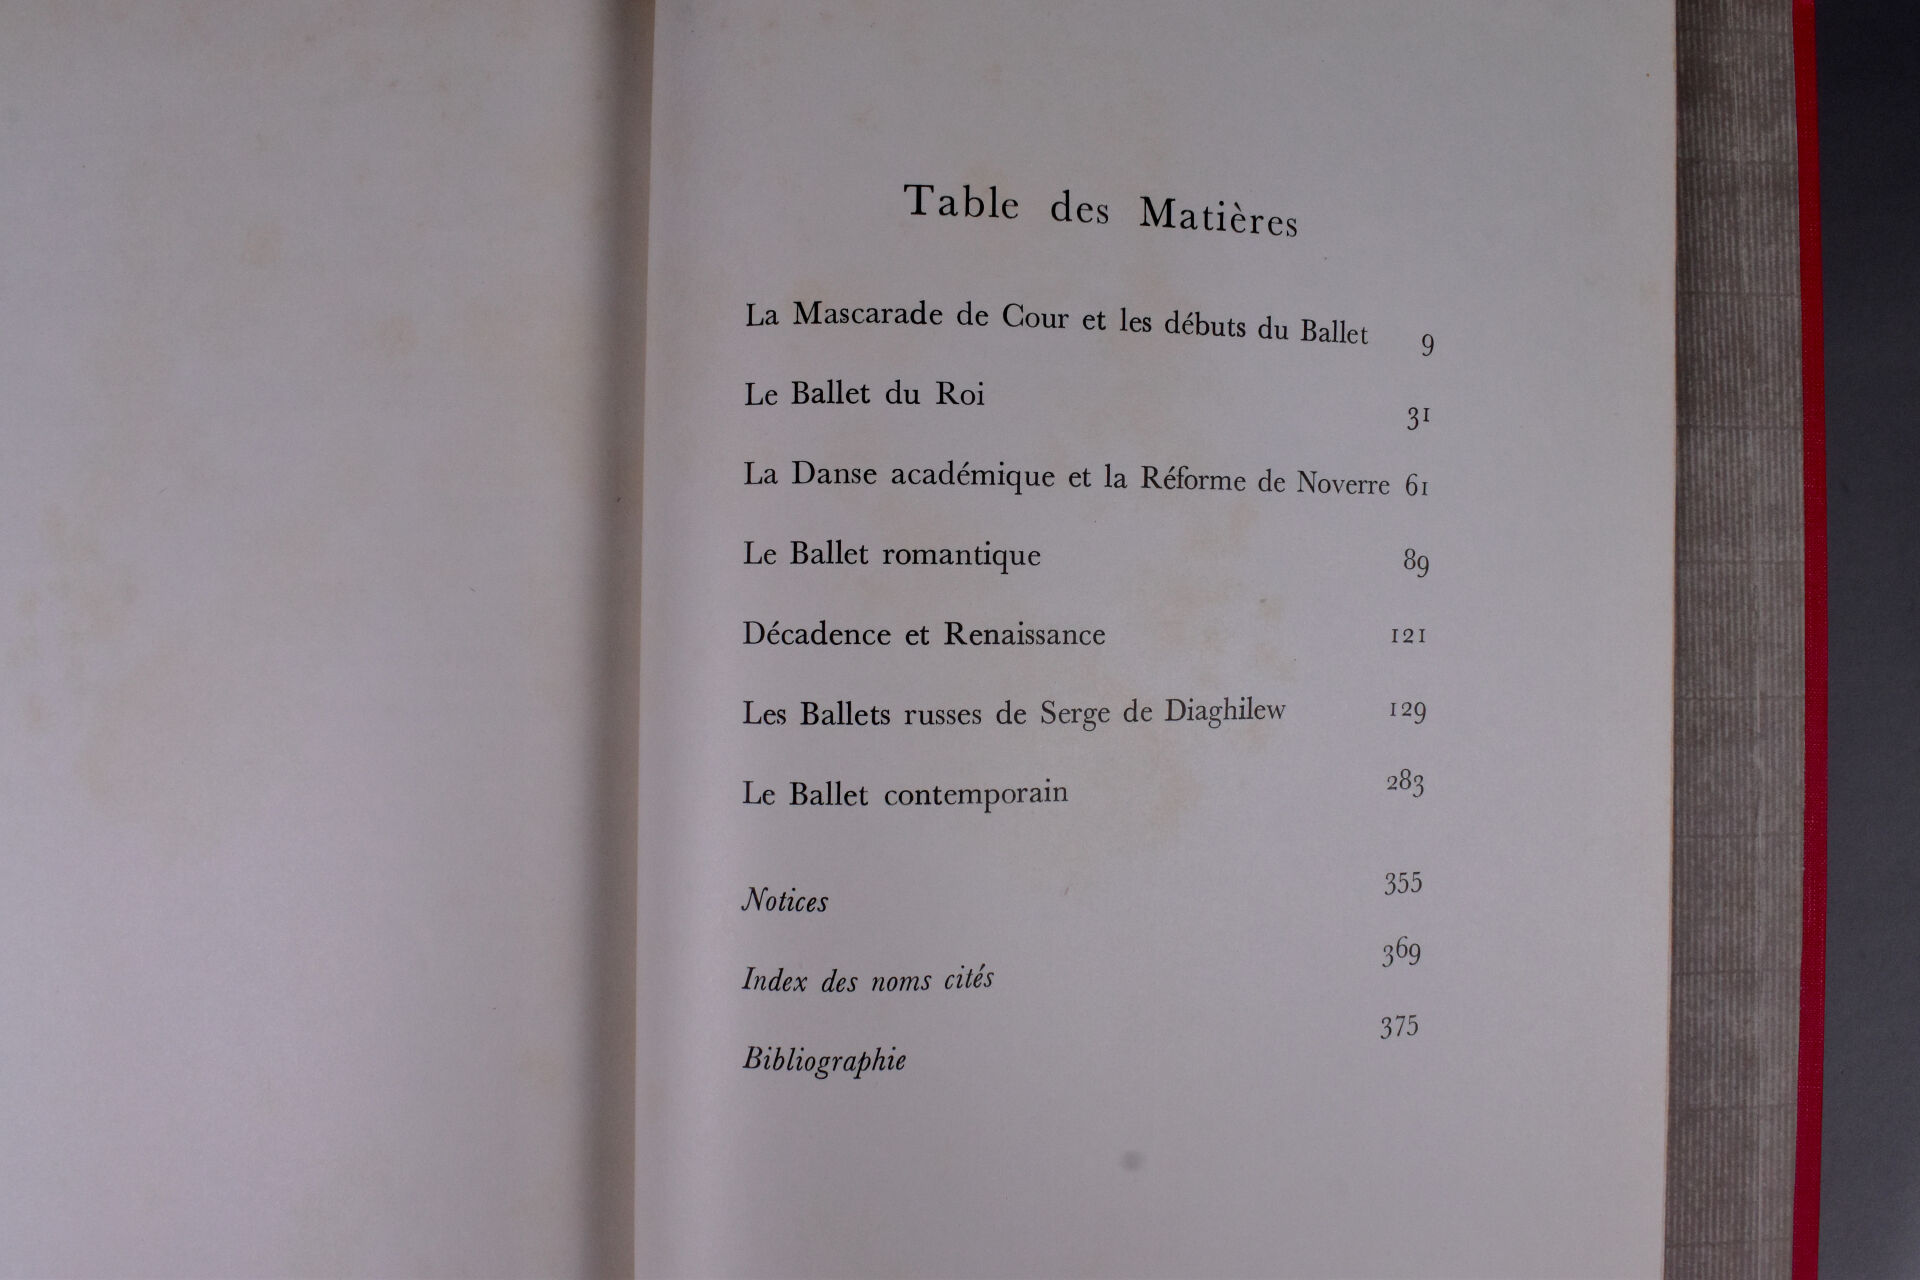 Table des Matières
La Mascarade de Cour et les débuts du Ballet 9
Le Ballet du Roi 31
La Danse académique et la Réforme de Noverre 61
Le Ballet romantique 89
Décadence et Renaissance 121
Les Ballets russes de Serge de Diaghilew 129
Le Ballet contemporain 283
Notices 355
Index des noms cités 369
Bibliographie 375